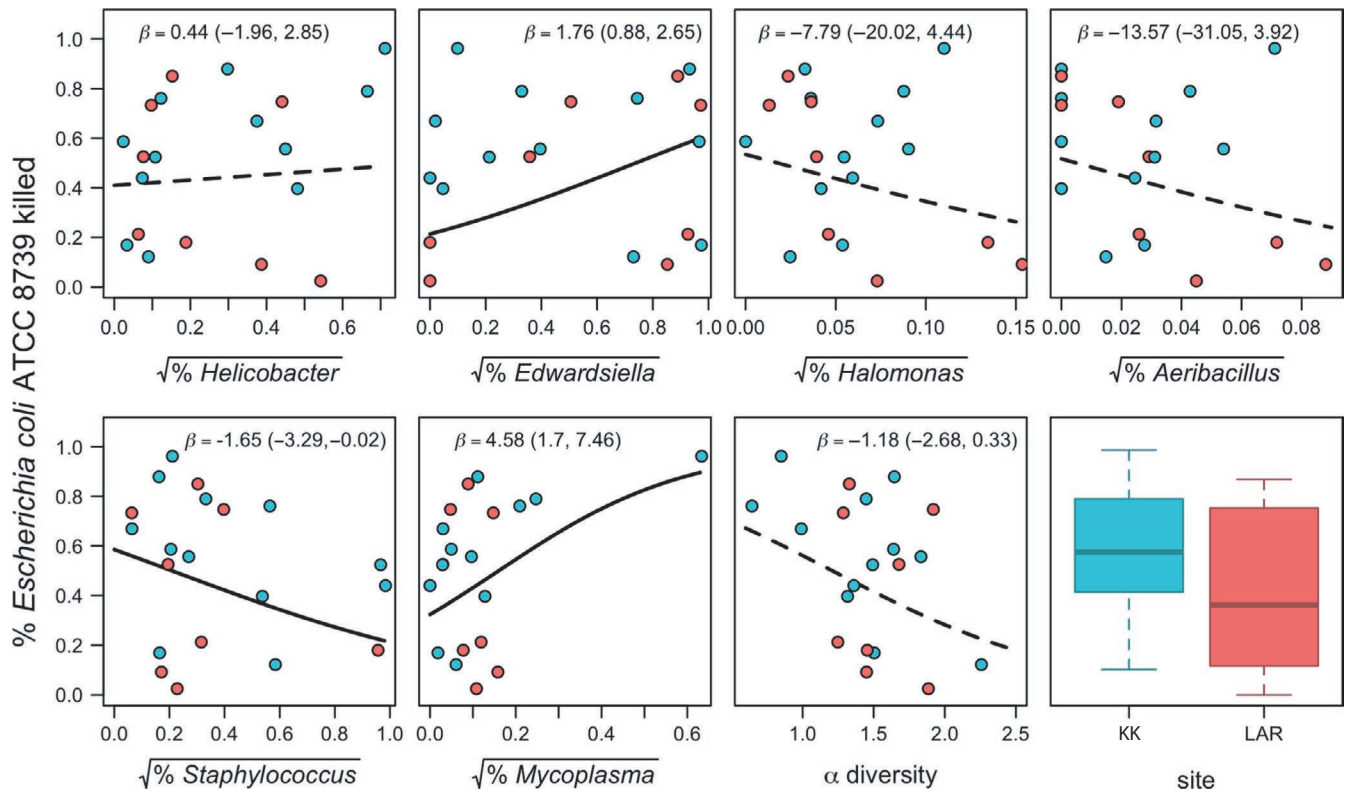 % Escherichia coli ATCC 8739 killed
β = 0.44 (−1.96, 2.85)
β = 1.76 (0.88, 2.65)
β = −7.79 (−20.02, 4.44)
β = −13.57 (−31.05, 3.92)
1.0
0.8
0.6
0.4
0.2
0.0
0.0 0.2 0.4 0.6
0.0 0.2 0.4 0.6 0.8 1.0
0.00 0.05 0.10 0.15
0.00 0.02 0.04 0.06 0.08
√% Helicobacter
√% Edwardsiella
√% Halomonas
√% Aeribacillus
β = -1.65 (−3.29,−0.02)
β = 4.58 (1.7, 7.46)
β = −1.18 (−2.68, 0.33)
1.0
0.8
0.6
0.4
0.2
0.0
0.0 0.2 0.4 0.6 0.8 1.0
0.0 0.2 0.4 0.6
1.0 1.5 2.0 2.5
KK LAR
√% Staphylococcus
√% Mycoplasma
α diversity
site